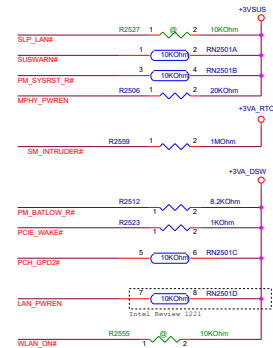 +3VSUS
R2527 1 @ 2 10KOhm
SLP_LAN#
1 10KOhm 2 RN2501A
SUSWARN#
3 10KOhm 4 RN2501B
PM_SYSRST_R#
R2506 1 2 20KOhm
MPHY_PWREN
+3VA_RTC
R2559 1 2 1MOhm
SM_INTRUDER#
+3VA_DSW
R2512 8.2KOhm
PM_BATLOW_R# 1 2
R2523 1KOhm
PCIE_WAKE# 1 2
5 10KOhm 6 RN2501C
PCH_GPD2#
7 10KOhm 8 RN2501D
LAN_PWREN
Intel Review 1221
R2555 @ 10KOhm
WLAN_ON# 1 2